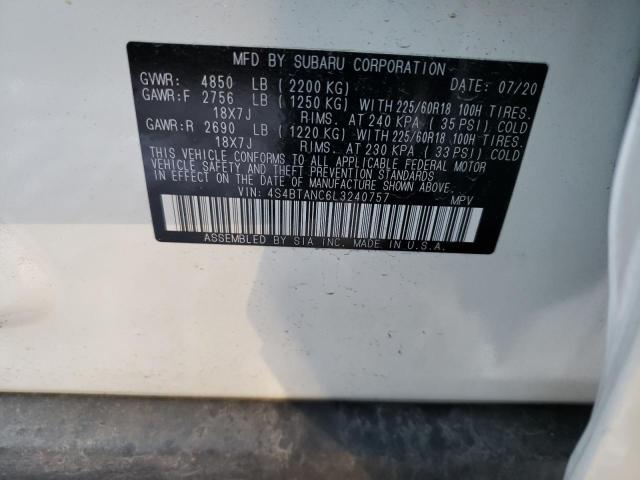 MFD BY SUBARU CORPORATION
GVWR: 4850 LB (2200 KG) DATE: 07/20
GAWR:F 2756 LB (1250 KG) WITH 225/60R18 100H TIRES.
18X7J RIMS. AT 240 KPA (35 PSI) COLD
GAWR:R 2690 LB (1220 KG) WITH 225/60R18 100H TIRES.
18X7J RIMS. AT 230 KPA (33 PSI) COLD
THIS VEHICLE CONFORMS TO ALL APPLICABLE FEDERAL MOTOR
VEHICLE SAFETY AND THEFT PREVENTION STANDARDS
IN EFFECT ON THE DATE OF MANUFACTURE SHOWN ABOVE.
VIN: 4S4BTANC6L3240757 MPV
ASSEMBLED BY SIA INC. MADE IN U.S.A.